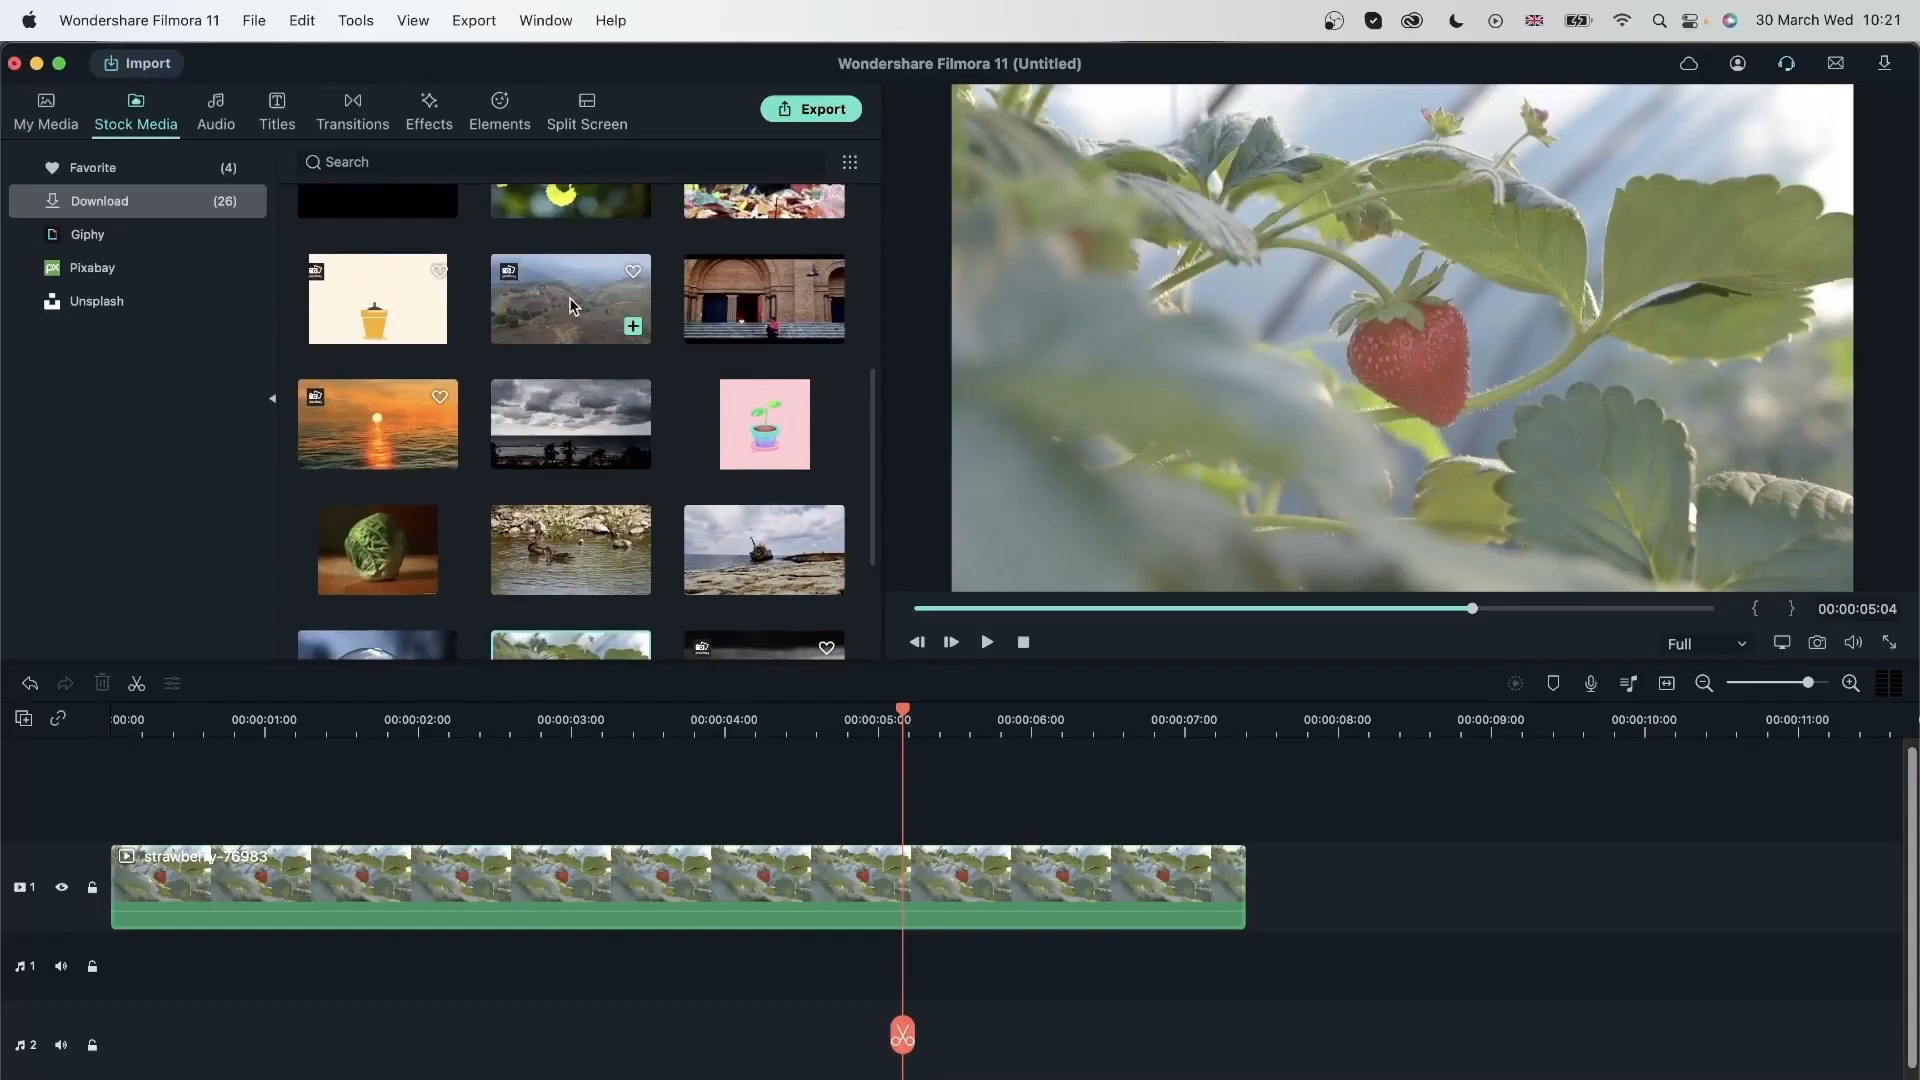 Wondershare Filmora 11 File Edit Tools View Export Window Help 30 March Wed 10:21
Import Wondershare Filmora 11 (Untitled)
My Media Stock Media Audio Titles Transitions Effects Elements Split Screen Export
Favorite (4) Search
Download (26)
Giphy
px Pixabay
Unsplash
{ } 00:00:05:04
Full
:00:00 00:00:01:00 00:00:02:00 00:00:03:00 00:00:04:00 00:00:05:00 00:00:06:00 00:00:07:00 00:00:08:00 00:00:09:00 00:00:10:00 00:00:11:00
strawberry-76983
1
1
2